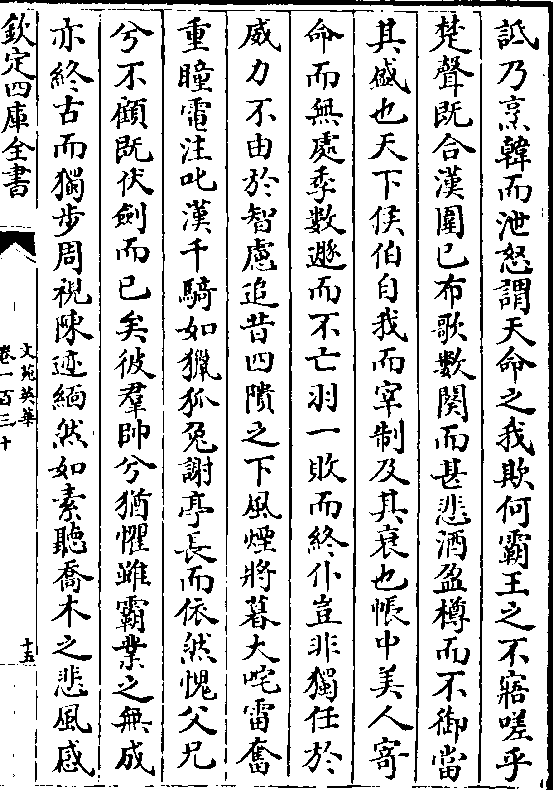 詆乃烹韓而泄怒謂天命之我欺何霸王之不寤嗟乎
楚聲既合漢圍已布歌數闋而甚悲酒盈樽而不御當
其盛也天下侯伯自我而宰制及其衰也帳中美人寄
命而無處季數遯而不亡羽一敗而終仆豈非獨任於
威力不由於智慮追昔四隤之下風煙將暮大咤雷奮
重瞳電注叱漢千騎如獵狐兔謝亭長而依然愧父兄
兮不顧既伏劍而已矣彼羣帥兮猶懼雖霸業之無成
亦終古而獨步周視陳迹緬然如素聽喬木之悲風感
欽定四庫全書
文苑英華
卷一百三十
十五